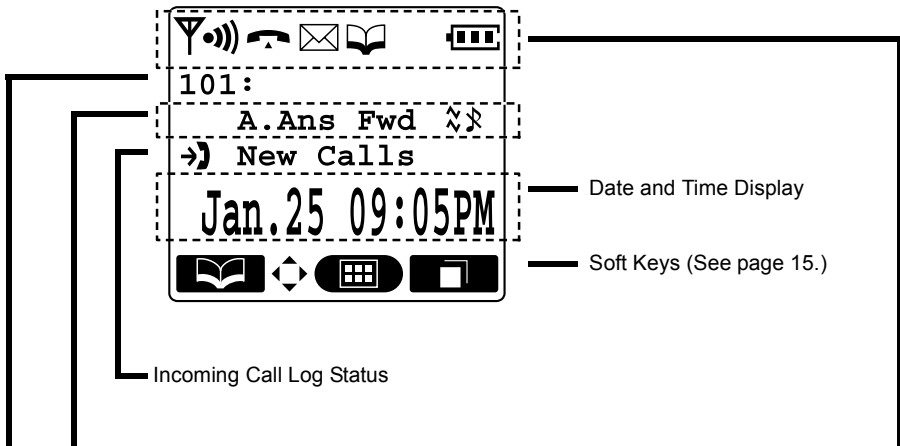 101:
A.Ans Fwd
New Calls
Jan.25 09:05PM
Date and Time Display
Soft Keys (See page 15.)
Incoming Call Log Status